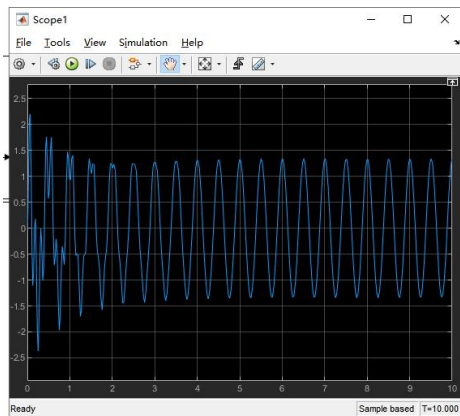 Scope1
File Tools View Simulation Help
2.5
2
1.5
1
0.5
0
-0.5
-1
-1.5
-2
-2.5
0 1 2 3 4 5 6 7 8 9 10
Ready Sample based T=10.000